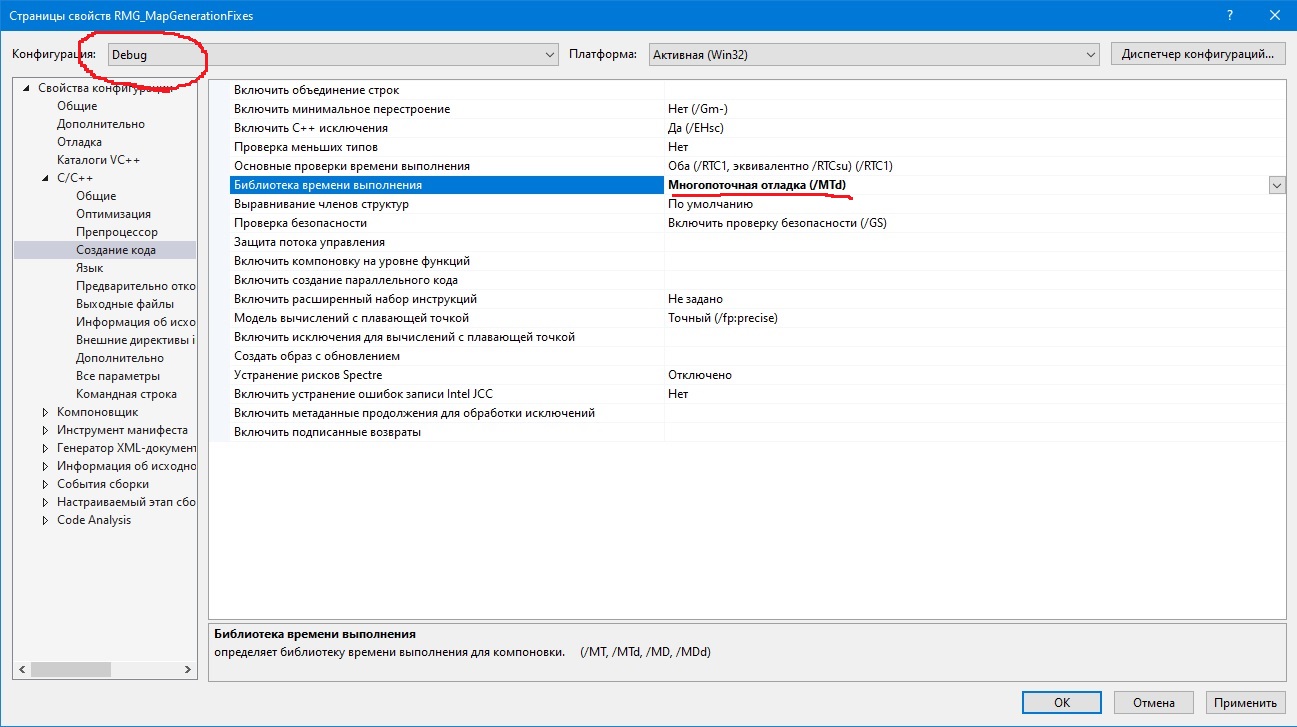 Страницы свойств RMG_MapGenerationFixes
Конфигурация: Debug Платформа: Активная (Win32) Диспетчер конфигураций...
Свойства конфигурации
Общие
Дополнительно
Отладка
Каталоги VC++
C/C++
Общие
Оптимизация
Препроцессор
Создание кода
Язык
Предварительно отко
Выходные файлы
Информация об исхо
Внешние директивы i
Дополнительно
Все параметры
Командная строка
Компоновщик
Инструмент манифеста
Генератор XML-документ
Информация об исходно
События сборки
Настраиваемый этап сбо
Code Analysis
Включить объединение строк
Включить минимальное перестроение Нет (/Gm-)
Включить C++ исключения Да (/EHsc)
Проверка меньших типов Нет
Основные проверки времени выполнения Оба (/RTC1, эквивалентно /RTCsu) (/RTC1)
Библиотека времени выполнения Многопоточная отладка (/MTd)
Выравнивание членов структур По умолчанию
Проверка безопасности Включить проверку безопасности (/GS)
Защита потока управления
Включить компоновку на уровне функций
Включить создание параллельного кода
Включить расширенный набор инструкций Не задано
Модель вычислений с плавающей точкой Точный (/fp:precise)
Включить исключения для вычислений с плавающей точкой
Создать образ с обновлением
Устранение рисков Spectre Отключено
Включить устранение ошибок записи Intel JCC Нет
Включить метаданные продолжения для обработки исключений
Включить подписанные возвраты
Библиотека времени выполнения
определяет библиотеку времени выполнения для компоновки. (/MT, /MTd, /MD, /MDd)
OK Отмена Применить